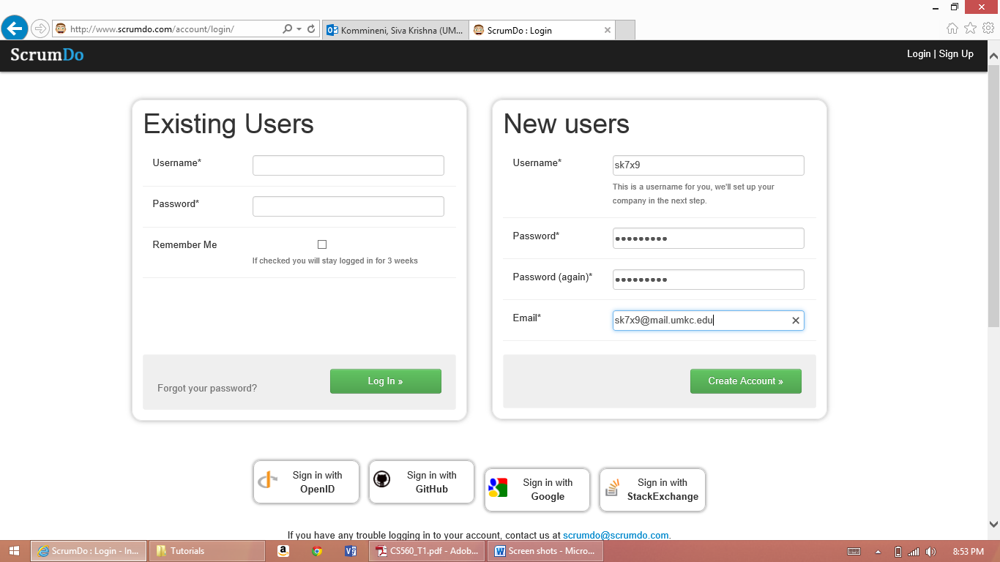 http://www.scrumdo.com/account/login/
Kommineni, Siva Krishna (UM...
ScrumDo : Login
ScrumDo
Login | Sign Up
Existing Users
Username*
Password*
Remember Me
If checked you will stay logged in for 3 weeks
Forgot your password?
Log In »
New users
Username*
sk7x9
This is a username for you, we'll set up your
company in the next step.
Password*
•••••••••
Password (again)*
•••••••••
Email*
sk7x9@mail.umkc.edu
Create Account »
Sign in with
OpenID
Sign in with
GitHub
Sign in with
Google
Sign in with
StackExchange
If you have any trouble logging in to your account, contact us at scrumdo@scrumdo.com.
ScrumDo : Login - In...
Tutorials
CS560_T1.pdf - Adob...
Screen shots - Micro...
8:53 PM